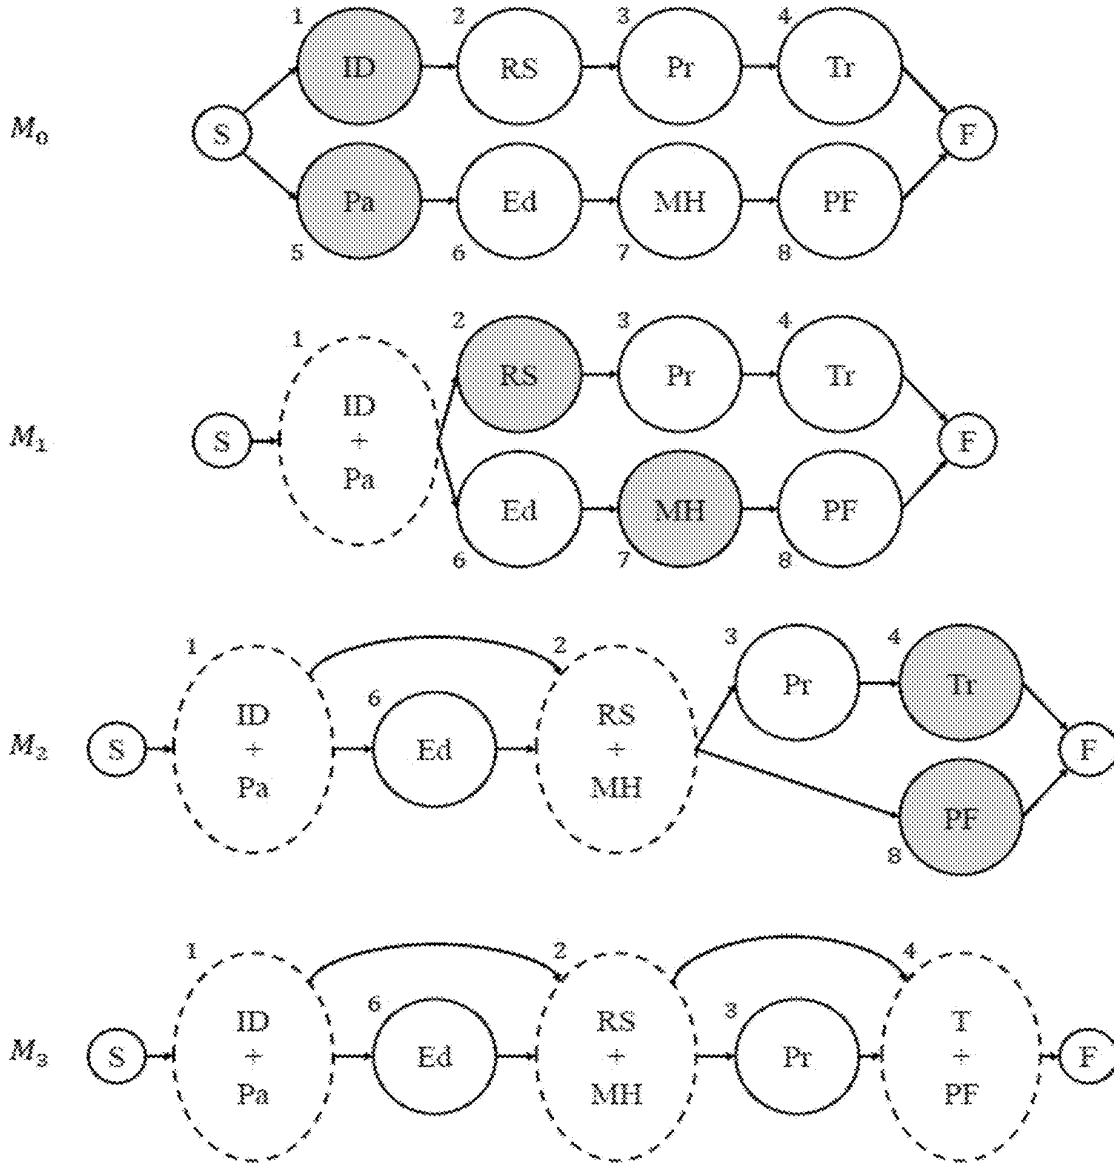 1 2 3 4
ID RS Pr Tr
M₀ S F
Pa Ed MH PF
5 6 7 8
1 2 3 4
RS Pr Tr
ID
M₁ S + F
Pa
Ed MH PF
6 7 8
1 2 3 4
Pr Tr
6
ID RS
M₂ S + Ed + F
Pa MH
PF
8
1 2 4
6 3
ID RS T
M₃ S + Ed + Pr + F
Pa MH PF